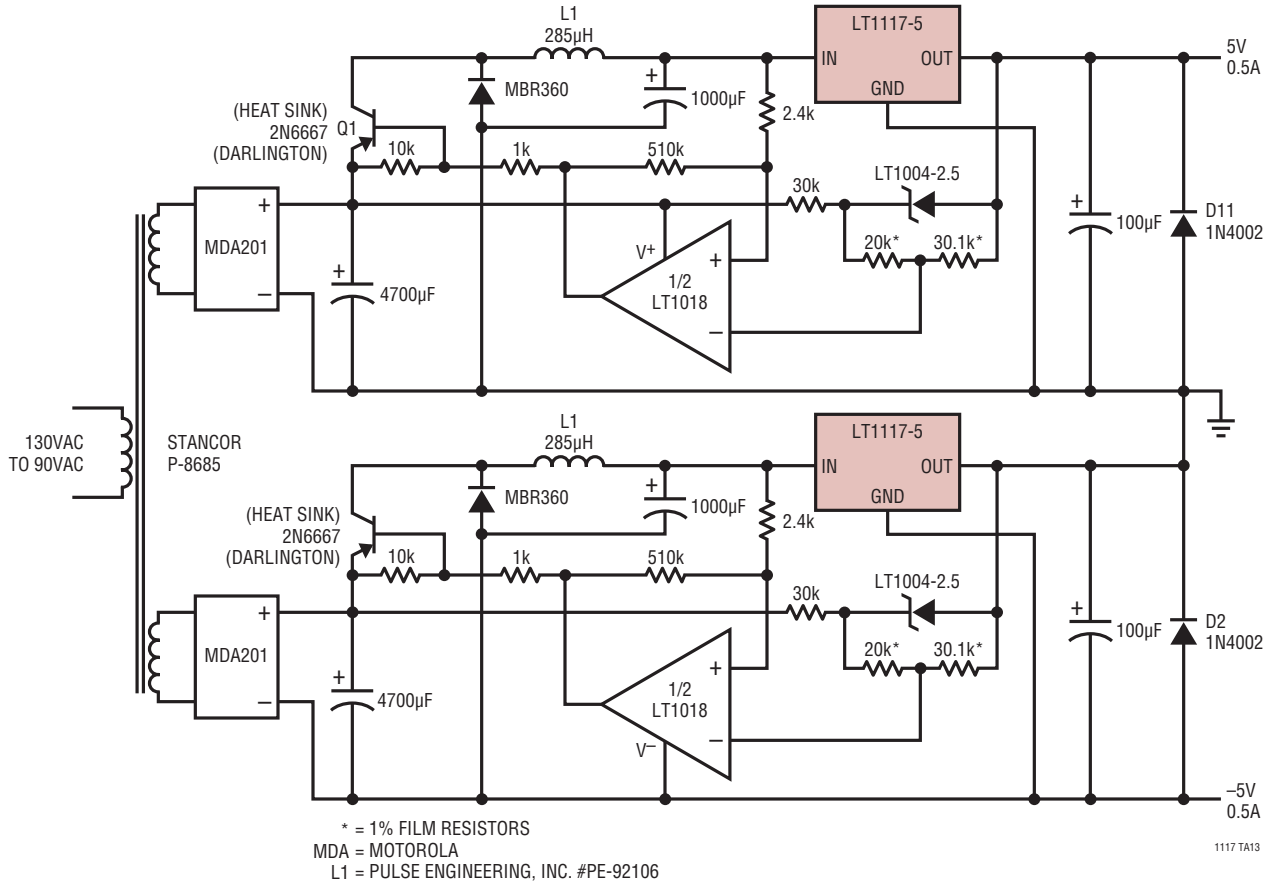 L1
285µH
LT1117-5
IN
OUT
GND
5V
0.5A
MBR360
+
1000µF
2.4k
(HEAT SINK)
2N6667
(DARLINGTON)
Q1
10k
1k
510k
LT1004-2.5
30k
20k*
30.1k*
MDA201
+
–
+
4700µF
V+
+
–
1/2
LT1018
+
100µF
D11
1N4002
130VAC
TO 90VAC
STANCOR
P-8685
L1
285µH
LT1117-5
IN
OUT
GND
MBR360
+
1000µF
2.4k
(HEAT SINK)
2N6667
(DARLINGTON)
10k
1k
510k
LT1004-2.5
30k
20k*
30.1k*
MDA201
+
–
+
4700µF
+
–
1/2
LT1018
V–
+
100µF
D2
1N4002
–5V
0.5A
* = 1% FILM RESISTORS
MDA = MOTOROLA
L1 = PULSE ENGINEERING, INC. #PE-92106
1117 TA13